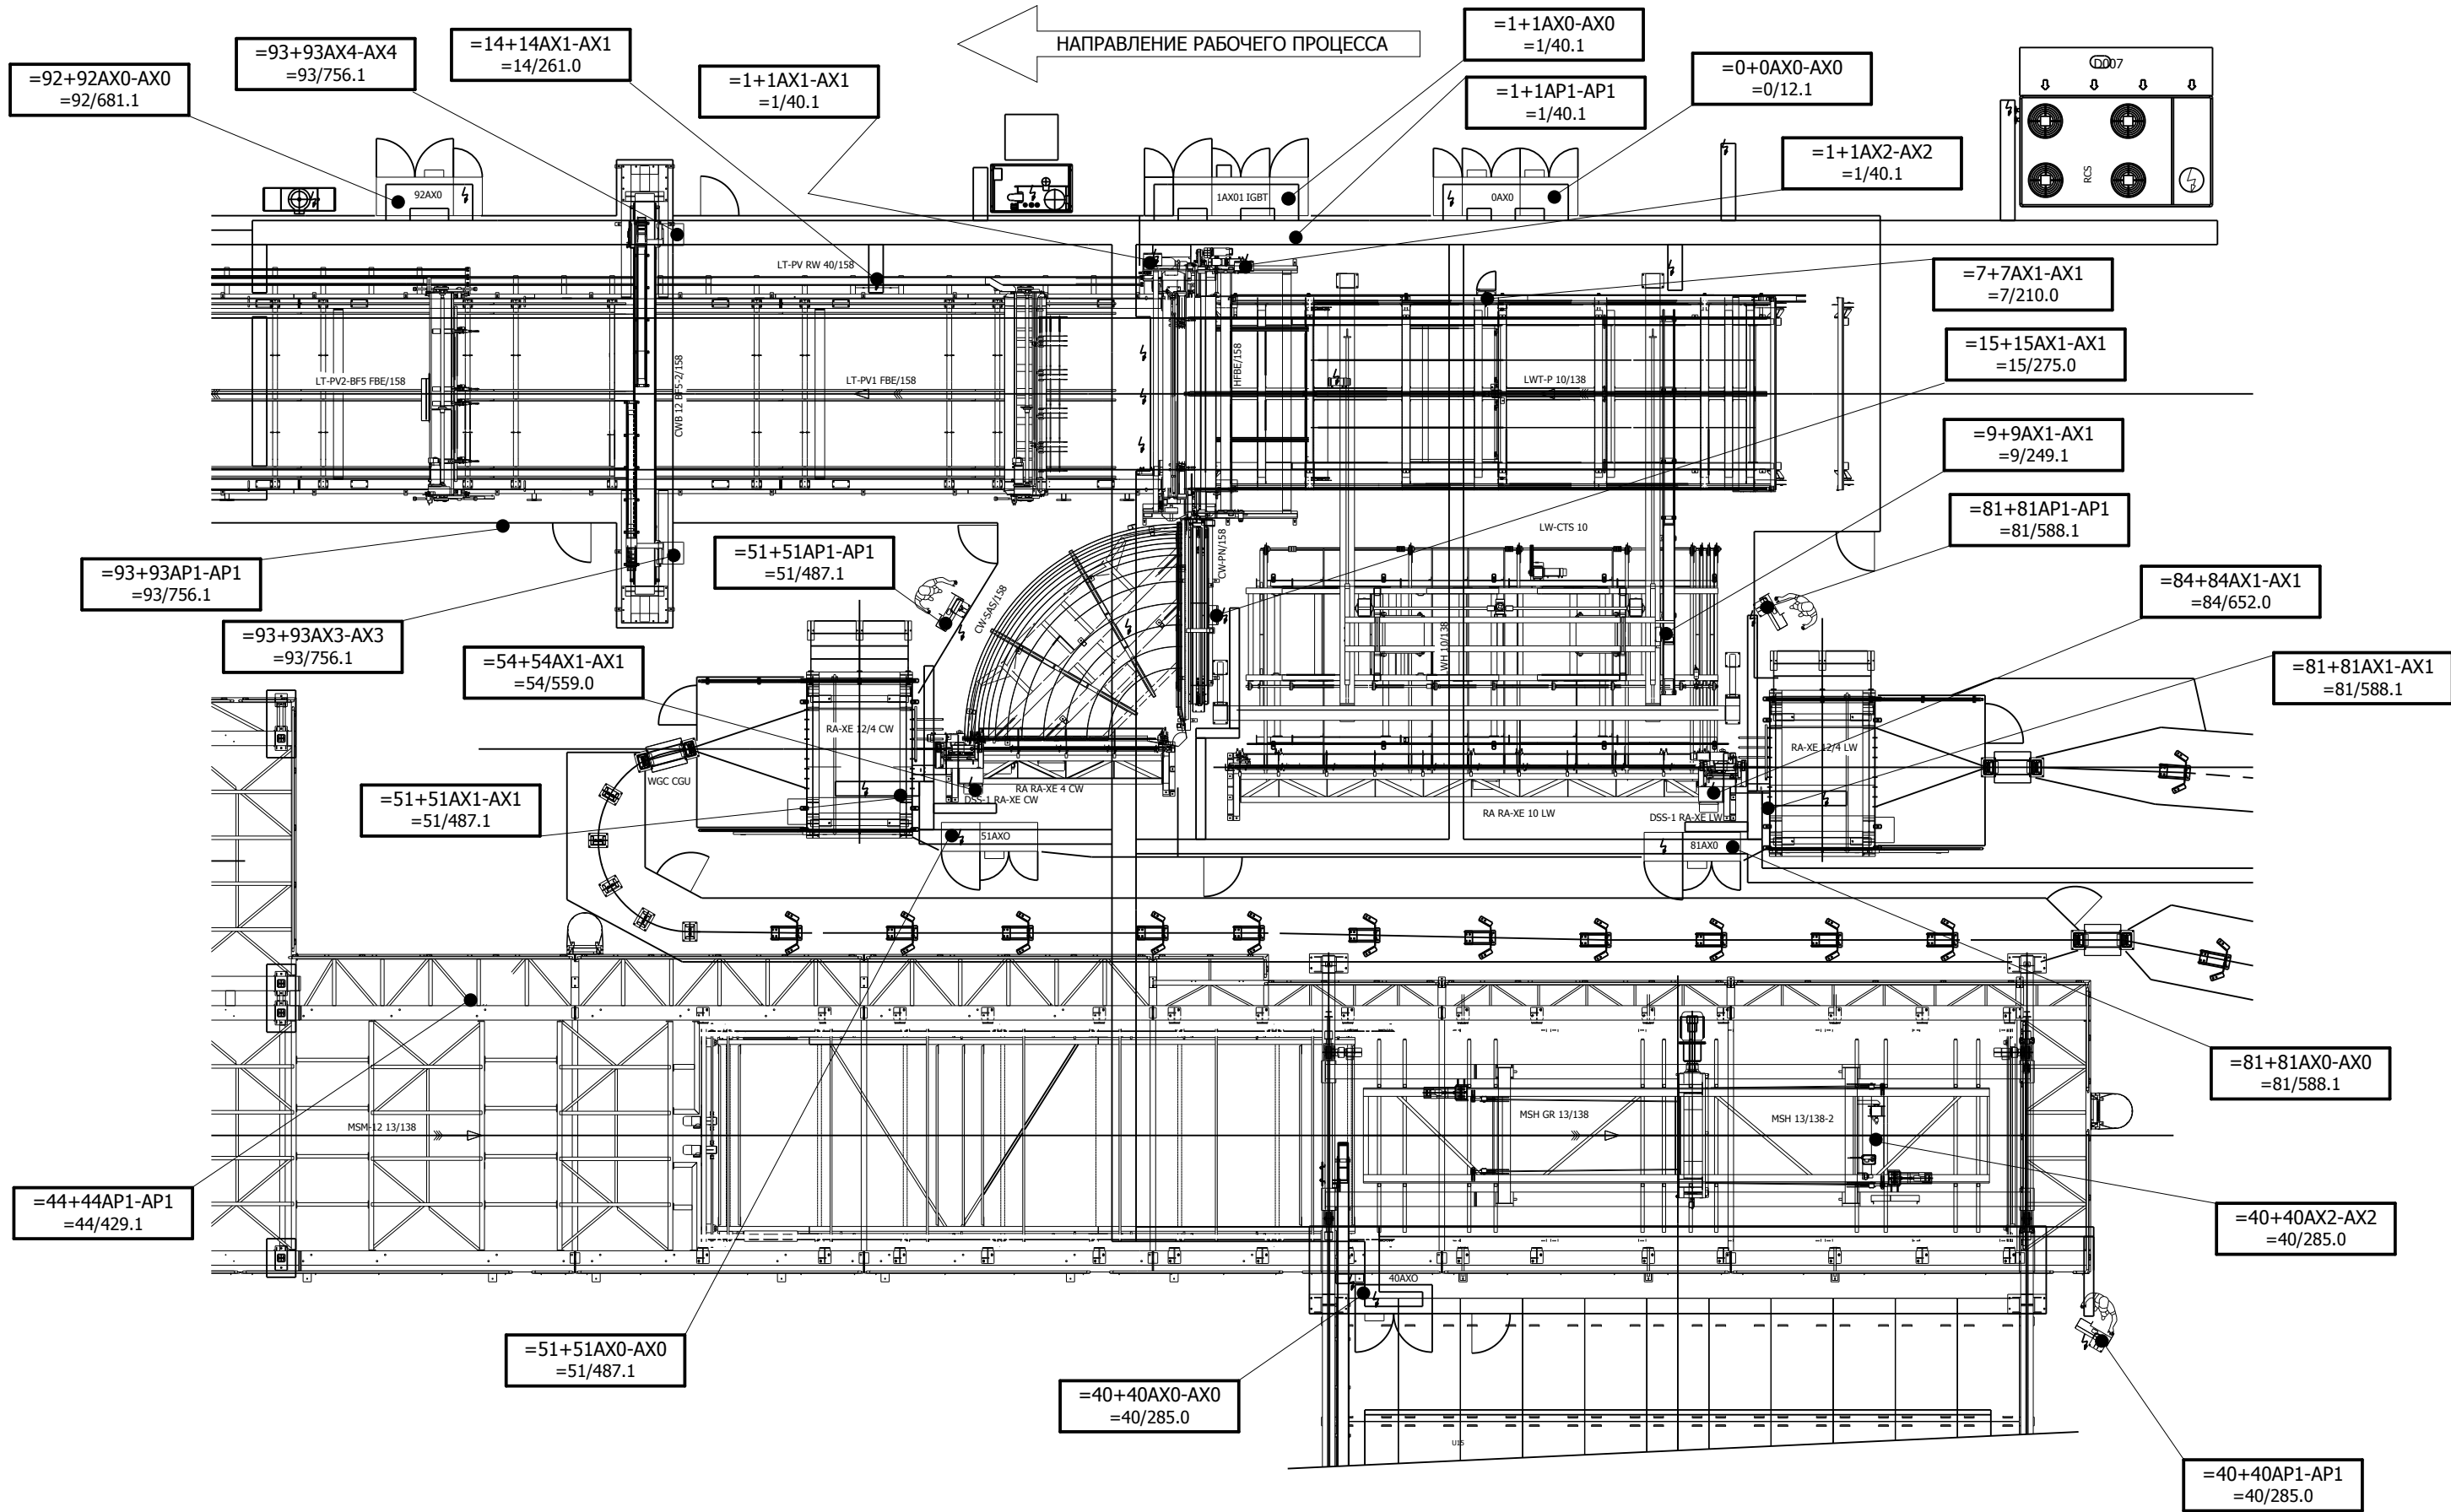 НАПРАВЛЕНИЕ РАБОЧЕГО ПРОЦЕССА
=92+92AX0-AX0
=92/681.1
=93+93AX4-AX4
=93/756.1
=14+14AX1-AX1
=14/261.0
=1+1AX1-AX1
=1/40.1
=1+1AX0-AX0
=1/40.1
=1+1AP1-AP1
=1/40.1
=0+0AX0-AX0
=0/12.1
=1+1AX2-AX2
=1/40.1
D007
RCS
92AX0
1AX01 IGBT
0AX0
LT-PV RW 40/158
=7+7AX1-AX1
=7/210.0
=15+15AX1-AX1
=15/275.0
LT-PV2-BF5 FBE/158
CWB 12 BF5-2/158
LT-PV1 FBE/158
HFBE/158
LWT-P 10/138
=9+9AX1-AX1
=9/249.1
=81+81AP1-AP1
=81/588.1
LW-CTS 10
CW-PN/158
=51+51AP1-AP1
=51/487.1
=93+93AP1-AP1
=93/756.1
=93+93AX3-AX3
=93/756.1
CW-SAS/158
WH 10/138
=84+84AX1-AX1
=84/652.0
=54+54AX1-AX1
=54/559.0
=81+81AX1-AX1
=81/588.1
RA-XE 12/4 CW
RA-XE 12/4 LW
WGC CGU
RA RA-XE 4 CW
DSS-1 RA-XE CW
RA RA-XE 10 LW
DSS-1 RA-XE LW
=51+51AX1-AX1
=51/487.1
51AXO
81AX0
=81+81AX0-AX0
=81/588.1
MSM-12 13/138
MSH GR 13/138
MSH 13/138-2
=44+44AP1-AP1
=44/429.1
=40+40AX2-AX2
=40/285.0
40AXO
=51+51AX0-AX0
=51/487.1
=40+40AX0-AX0
=40/285.0
=40+40AP1-AP1
=40/285.0